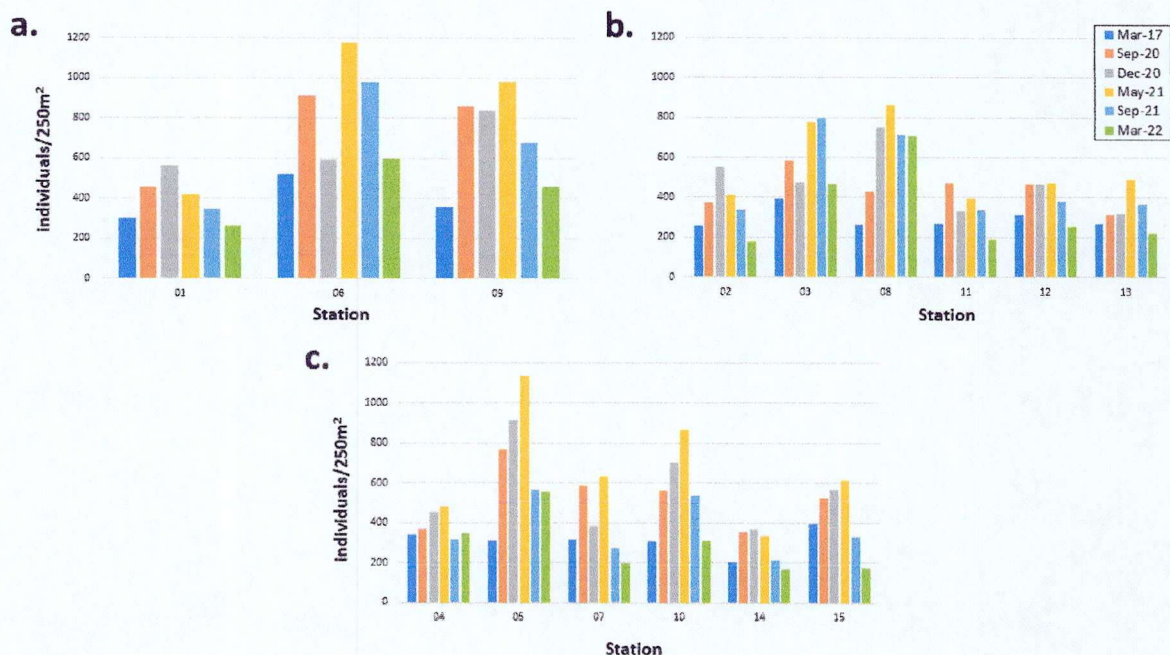 a.
individuals/250m²
1200
1000
800
600
400
200
0
01
06
09
Station
b.
1200
1000
800
600
400
200
0
02
03
08
11
12
13
Station
Mar-17
Sep-20
Dec-20
May-21
Sep-21
Mar-22
c.
individuals/250m²
1200
1000
800
600
400
200
0
04
05
07
10
14
15
Station